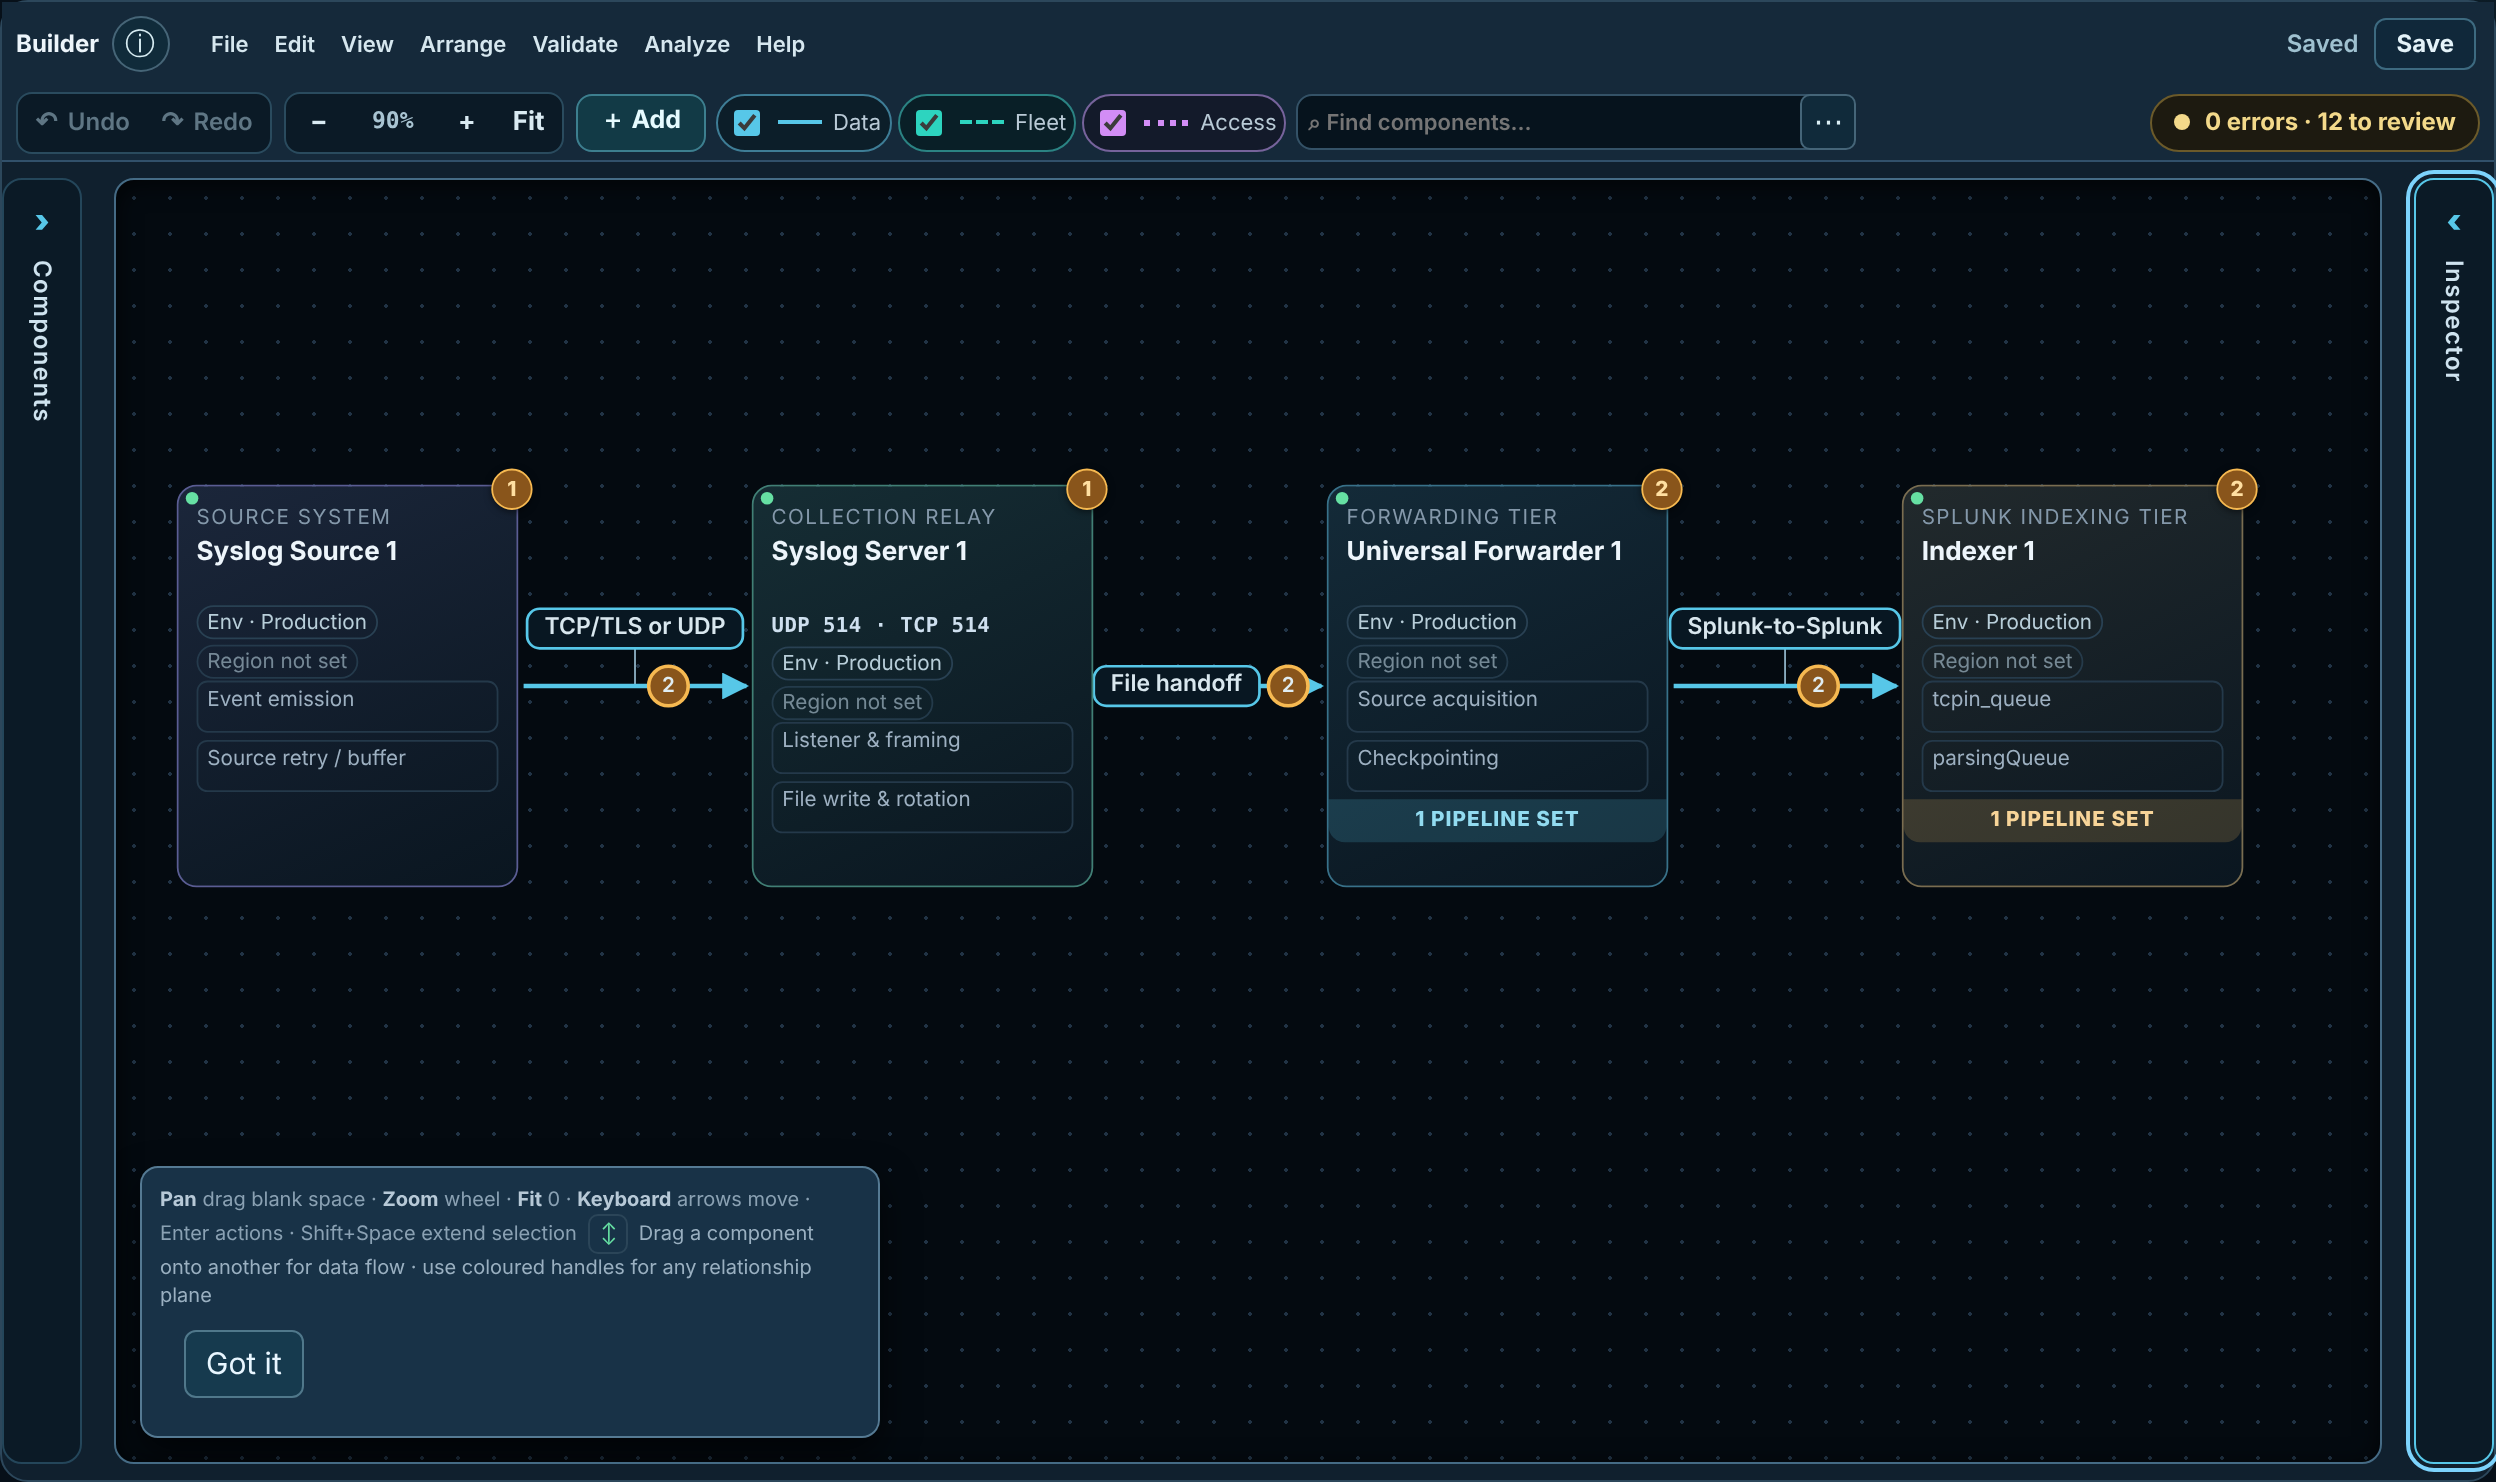 Builder ⓘ File Edit View Arrange Validate Analyze Help Saved Save
↶ Undo ↷ Redo − 90% + Fit + Add Data Fleet Access ⌕ Find components... ⋯ 0 errors · 12 to review
› Components
‹ Inspector
1
SOURCE SYSTEM
Syslog Source 1
Env · Production
Region not set
Event emission
Source retry / buffer
TCP/TLS or UDP
2
1
COLLECTION RELAY
Syslog Server 1
UDP 514 · TCP 514
Env · Production
Region not set
Listener & framing
File write & rotation
File handoff
2
2
FORWARDING TIER
Universal Forwarder 1
Env · Production
Region not set
Source acquisition
Checkpointing
1 PIPELINE SET
Splunk-to-Splunk
2
2
SPLUNK INDEXING TIER
Indexer 1
Env · Production
Region not set
tcpin_queue
parsingQueue
1 PIPELINE SET
Pan drag blank space · Zoom wheel · Fit 0 · Keyboard arrows move ·
Enter actions · Shift+Space extend selection ↕ Drag a component
onto another for data flow · use coloured handles for any relationship
plane
Got it